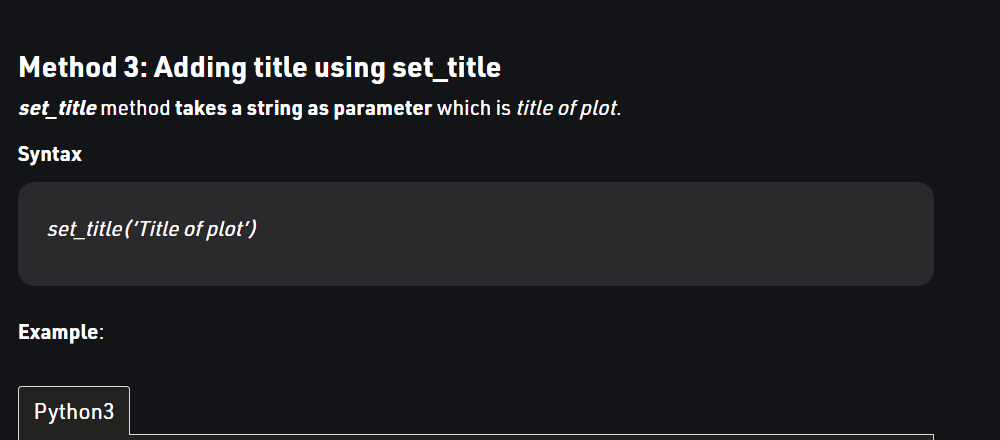 Method 3: Adding title using set_title
set_title method takes a string as parameter which is title of plot.
Syntax
set_title(‘Title of plot’)
Example:
Python3